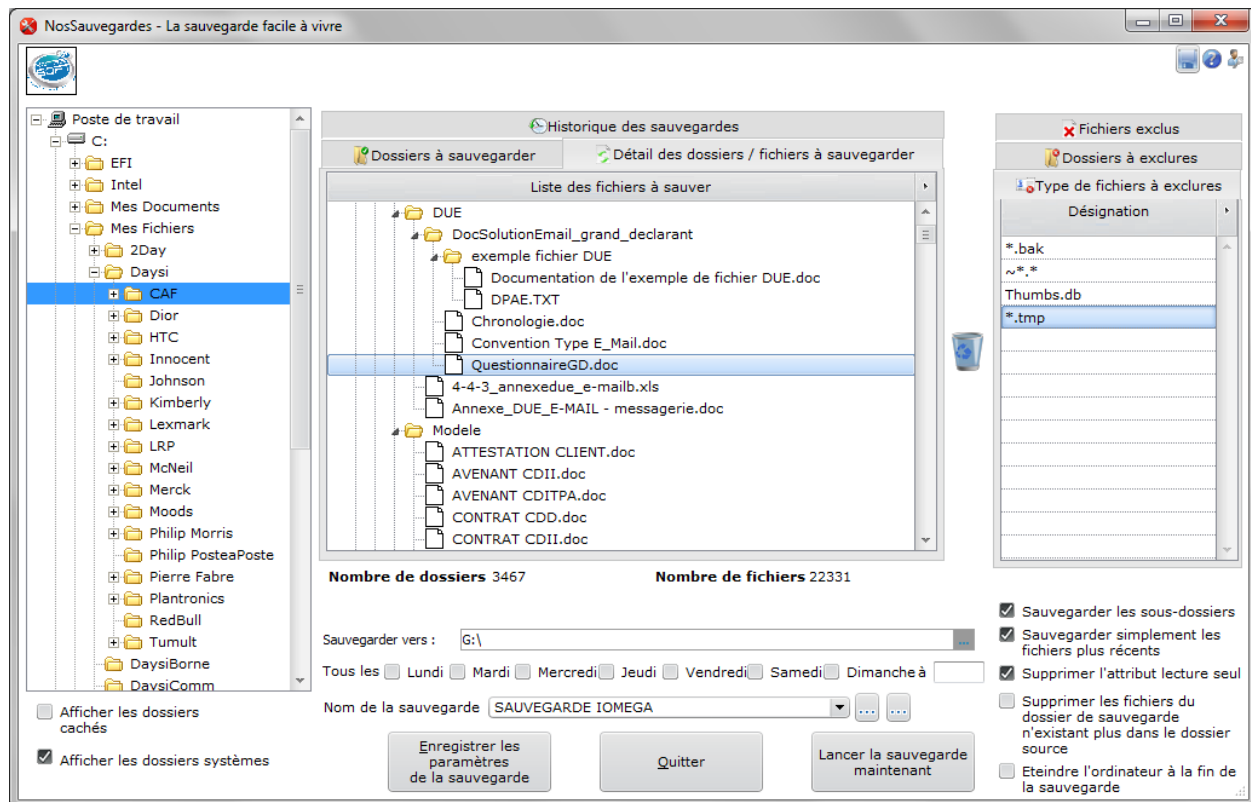 NosSauvegardes - La sauvegarde facile à vivre
Poste de travail
C:
EFI
Intel
Mes Documents
Mes Fichiers
2Day
Daysi
CAF
Dior
HTC
Innocent
Johnson
Kimberly
Lexmark
LRP
McNeil
Merck
Moods
Philip Morris
Philip PosteaPoste
Pierre Fabre
Plantronics
RedBull
Tumult
DaysiBorne
DaysiComm
Afficher les dossiers
cachés
Afficher les dossiers systèmes
Historique des sauvegardes
Dossiers à sauvegarder
Détail des dossiers / fichiers à sauvegarder
Liste des fichiers à sauver
DUE
DocSolutionEmail_grand_declarant
exemple fichier DUE
Documentation de l'exemple de fichier DUE.doc
DPAE.TXT
Chronologie.doc
Convention Type E_Mail.doc
QuestionnaireGD.doc
4-4-3_annexedue_e-mailb.xls
Annexe_DUE_E-MAIL - messagerie.doc
Modele
ATTESTATION CLIENT.doc
AVENANT CDII.doc
AVENANT CDITPA.doc
CONTRAT CDD.doc
CONTRAT CDII.doc
Nombre de dossiers 3467 Nombre de fichiers 22331
Sauvegarder vers : G:\ ...
Tous les Lundi Mardi Mercredi Jeudi Vendredi Samedi Dimanche à
Nom de la sauvegarde SAUVEGARDE IOMEGA ... ...
Enregistrer les
paramètres
de la sauvegarde
Quitter
Lancer la sauvegarde
maintenant
Fichiers exclus
Dossiers à exclures
Type de fichiers à exclures
Désignation
*.bak
~*.*
Thumbs.db
*.tmp
Sauvegarder les sous-dossiers
Sauvegarder simplement les
fichiers plus récents
Supprimer l'attribut lecture seul
Supprimer les fichiers du
dossier de sauvegarde
n'existant plus dans le dossier
source
Eteindre l'ordinateur à la fin de
la sauvegarde